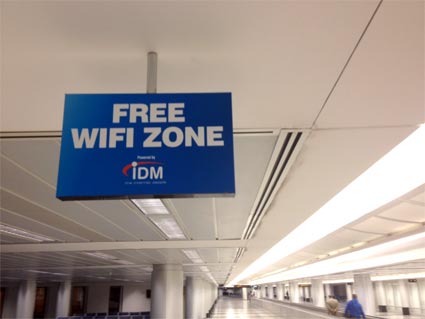 FREE
WIFI ZONE
Powered by
IDM